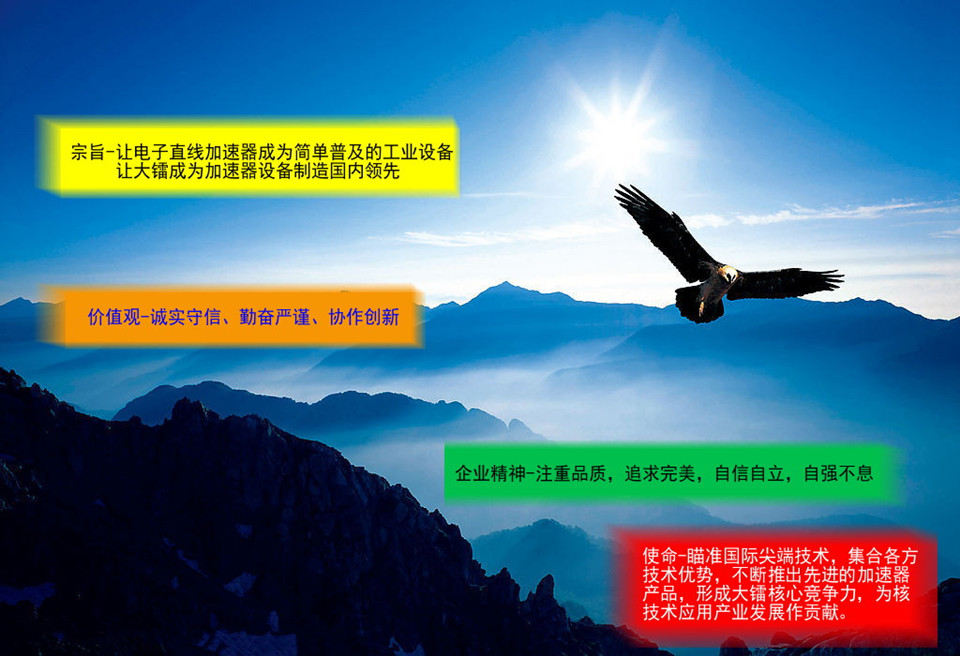 宗旨-让电子直线加速器成为简单普及的工业设备
让大镭成为加速器设备制造国内领先
价值观-诚实守信、勤奋严谨、协作创新
企业精神-注重品质，追求完美，自信自立，自强不息
使命-瞄准国际尖端技术，集合各方
技术优势，不断推出先进的加速器
产品，形成大镭核心竞争力，为核
技术应用产业发展作贡献。